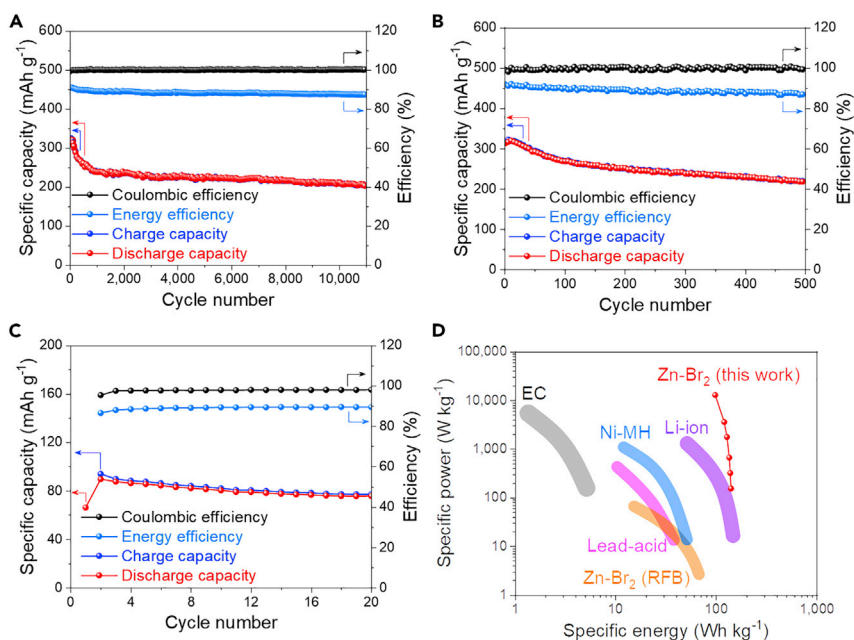 A
Specific capacity (mAh g⁻¹)
600
500
400
300
200
100
0
120
100
80
60
40
20
0
Efficiency (%)
Coulombic efficiency
Energy efficiency
Charge capacity
Discharge capacity
0
2,000
4,000
6,000
8,000
10,000
Cycle number
B
Specific capacity (mAh g⁻¹)
600
500
400
300
200
100
0
120
100
80
60
40
20
0
Efficiency (%)
Coulombic efficiency
Energy efficiency
Charge capacity
Discharge capacity
0
100
200
300
400
500
Cycle number
C
Specific capacity (mAh g⁻¹)
200
160
120
80
40
0
120
100
80
60
40
20
0
Efficiency (%)
Coulombic efficiency
Energy efficiency
Charge capacity
Discharge capacity
0
4
8
12
16
20
Cycle number
D
Specific power (W kg⁻¹)
100,000
10,000
1,000
100
10
1
Zn-Br₂ (this work)
EC
Ni-MH
Li-ion
Lead-acid
Zn-Br₂ (RFB)
1
10
100
1,000
Specific energy (Wh kg⁻¹)